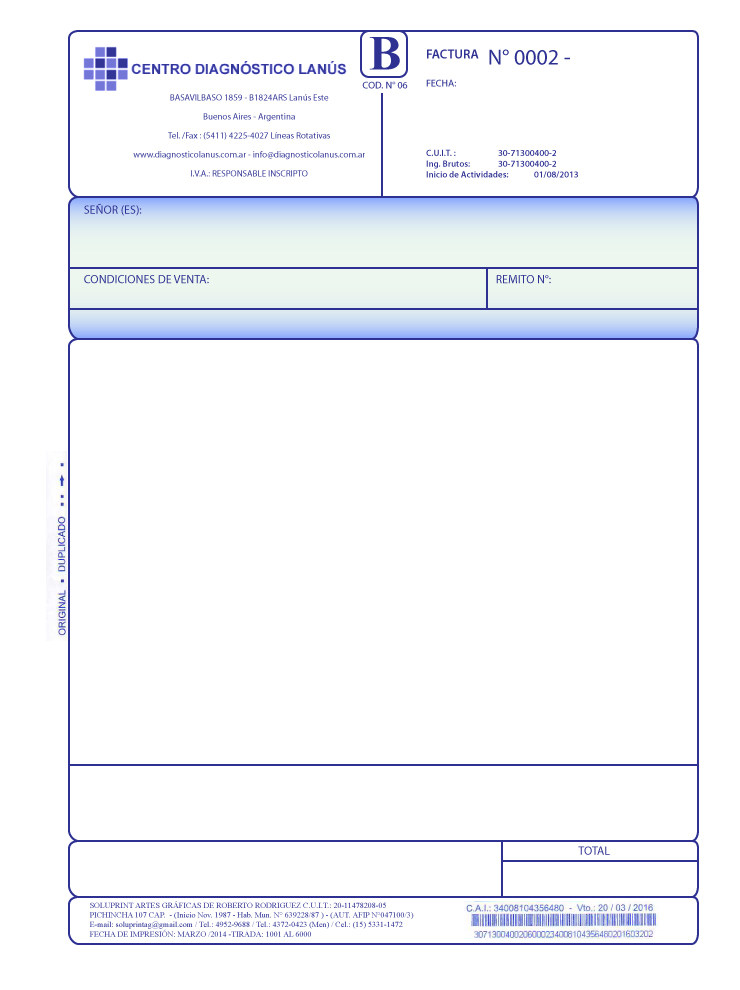 CENTRO DIAGNÓSTICO LANÚS
BASAVILBASO 1859 - B1824ARS Lanús Este
Buenos Aires - Argentina
Tel. /Fax : (5411) 4225-4027 Líneas Rotativas
www.diagnosticolanus.com.ar - info@diagnosticolanus.com.ar
I.V.A.: RESPONSABLE INSCRIPTO
B
COD. N° 06
FACTURA N° 0002 -
FECHA:
C.U.I.T. : 30-71300400-2
Ing. Brutos: 30-71300400-2
Inicio de Actividades: 01/08/2013
SEÑOR (ES):
CONDICIONES DE VENTA:
REMITO N°:
ORIGINAL ▪ DUPLICADO
TOTAL
SOLUPRINT ARTES GRÁFICAS DE ROBERTO RODRIGUEZ C.U.I.T.: 20-11478208-05
PICHINCHA 107 CAP. - (Inicio Nov. 1987 - Hab. Mun. N° 639228/87 ) - (AUT. AFIP N°047100/3)
E-mail: soluprintag@gmail.com / Tel.: 4952-9688 / Tel.: 4372-0423 (Men) / Cel.: (15) 5331-1472
FECHA DE IMPRESIÓN: MARZO /2014 -TIRADA: 1001 AL 6000
C.A.I.: 34008104356480 - Vto.: 20 / 03 / 2016
307130040020600023400810435648020160320​2